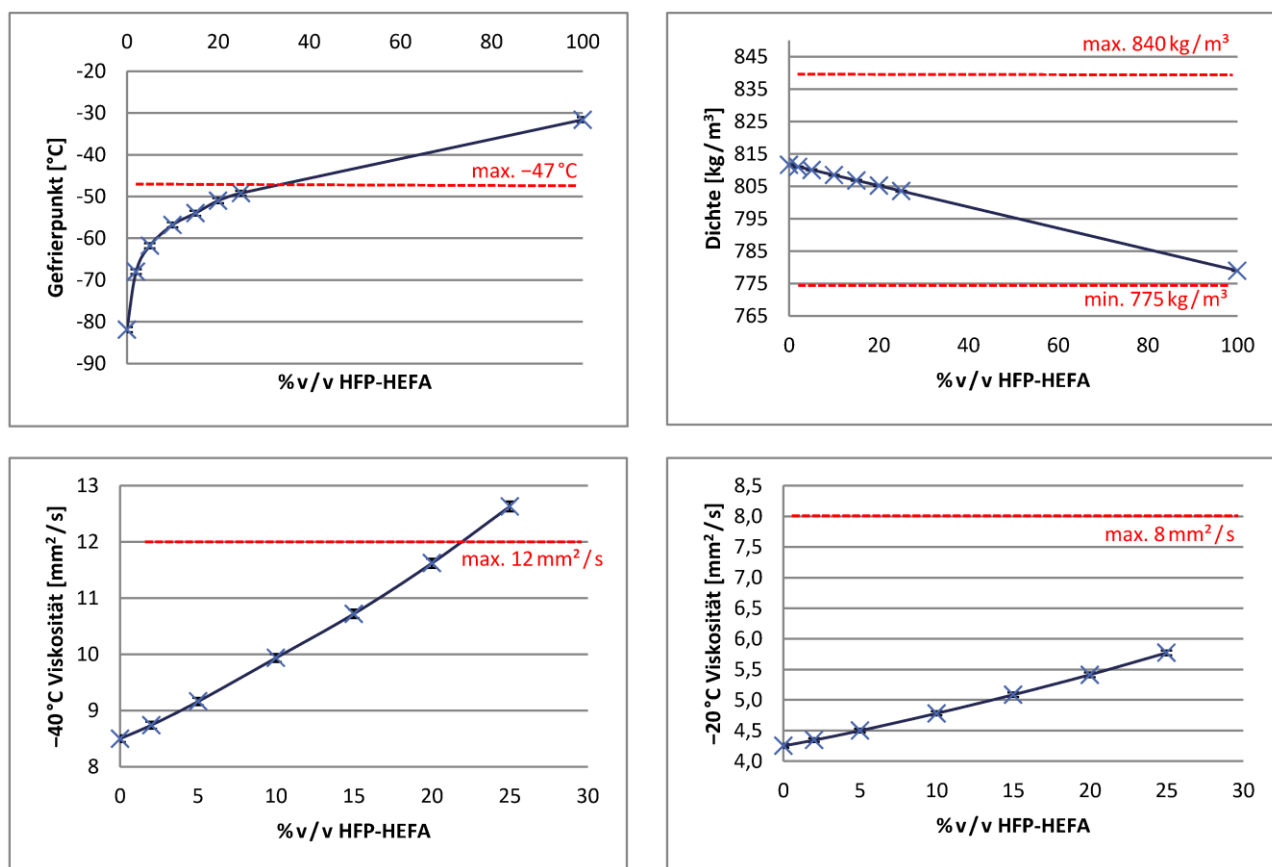 0 20 40 60 80 100
-20
-30
-40
-50
-60
-70
-80
-90
Gefrierpunkt [°C]
max. −47 °C
% v / v HFP-HEFA
845
835
825
815
805
795
785
775
765
Dichte [kg / m³]
max. 840 kg / m³
min. 775 kg / m³
0 20 40 60 80 100
% v / v HFP-HEFA
13
12
11
10
9
8
−40 °C Viskosität [mm² / s]
max. 12 mm² / s
0 5 10 15 20 25 30
% v / v HFP-HEFA
8,5
8,0
7,5
7,0
6,5
6,0
5,5
5,0
4,5
4,0
−20 °C Viskosität [mm² / s]
max. 8 mm² / s
0 5 10 15 20 25 30
% v / v HFP-HEFA